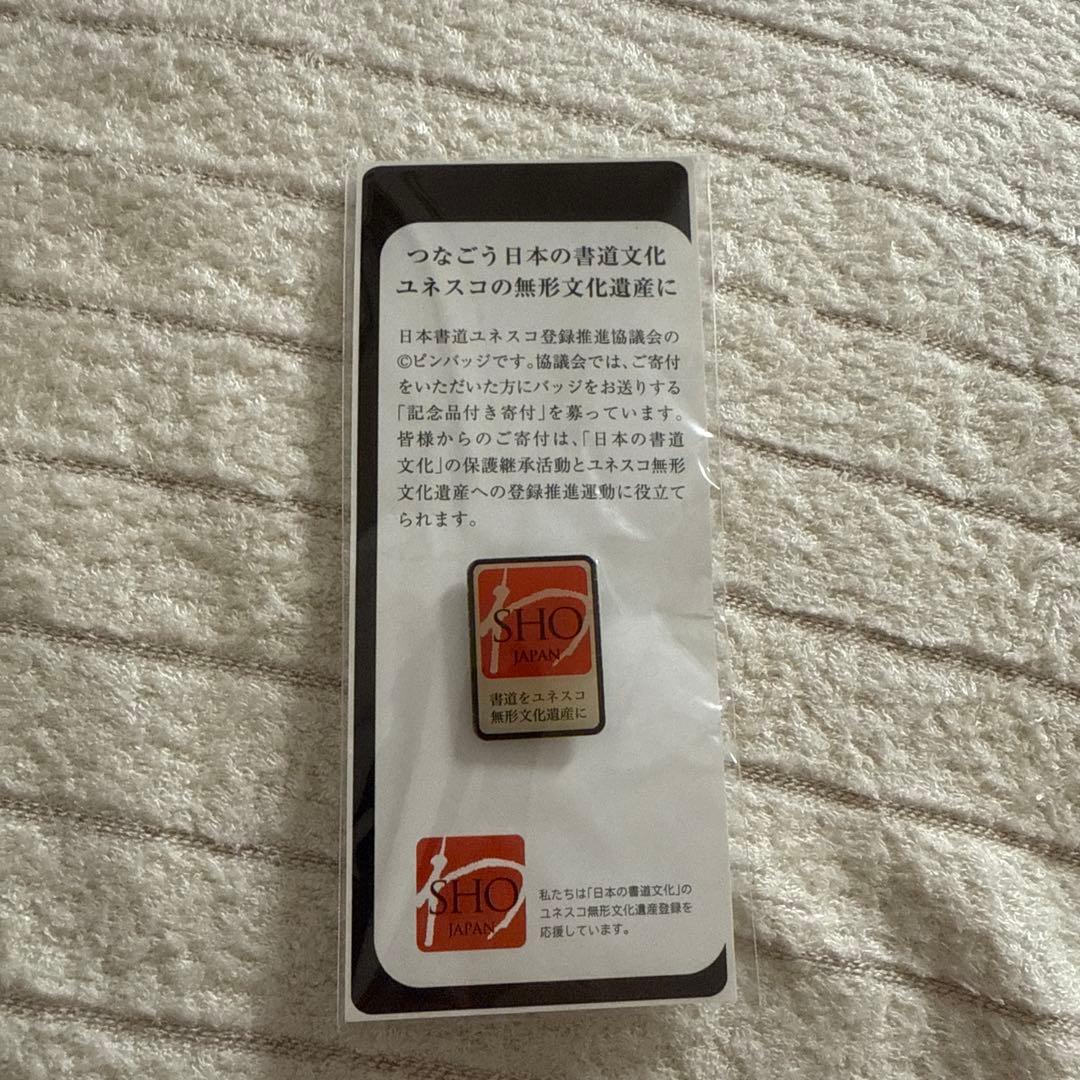 つなごう日本の書道文化
ユネスコの無形文化遺産に
日本書道ユネスコ登録推進協議会の
©ピンバッジです。協議会では、ご寄付
をいただいた方にバッジをお送りする
「記念品付き寄付」を募っています。
皆様からのご寄付は、「日本の書道
文化」の保護継承活動とユネスコ無形
文化遺産への登録推進運動に役立て
られます。
SHO
JAPAN
書道をユネスコ
無形文化遺産に
SHO
JAPAN
私たちは「日本の書道文化」の
ユネスコ無形文化遺産登録を
応援しています。